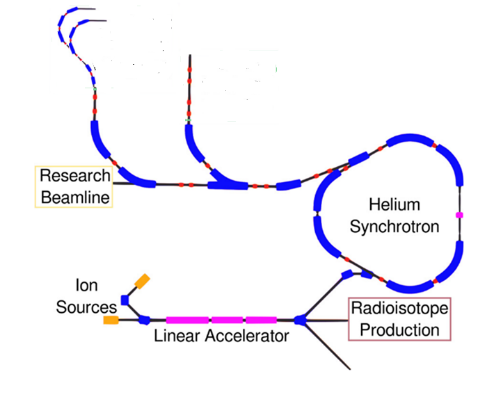 Research
Beamline
Helium
Synchrotron
Ion
Sources
Linear Accelerator
Radioisotope
Production